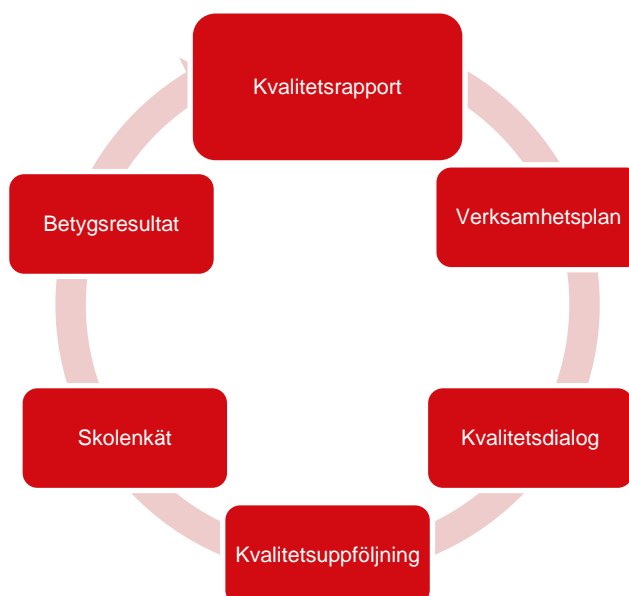 Kvalitetsrapport
Verksamhetsplan
Kvalitetsdialog
Kvalitetsuppföljning
Skolenkät
Betygsresultat